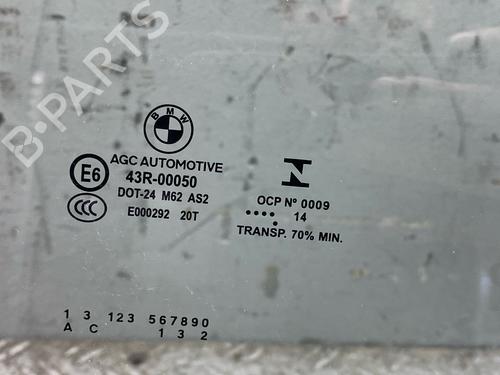 B-PARTS
BMW
AGC AUTOMOTIVE
E6 43R-00050
DOT-24 M62 AS2
CCC E000292 20T
N
OCP Nº 0009
•••• 14
TRANSP. 70% MIN.
1 3 123 567890
A C 1 3 2